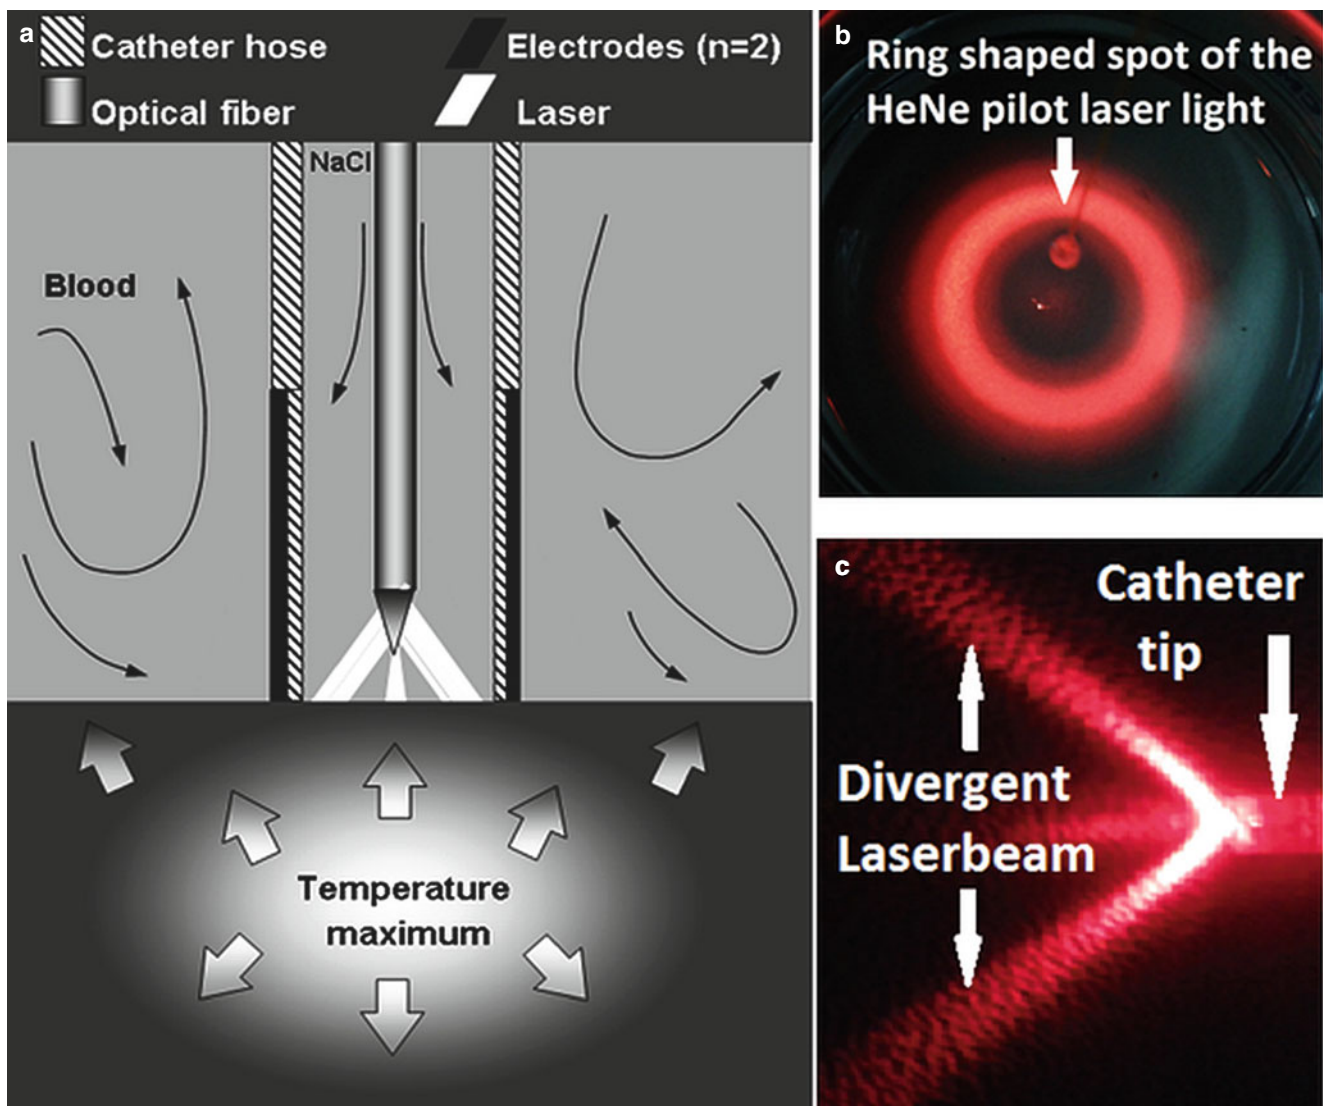 a
Catheter hose
Electrodes (n=2)
Optical fiber
Laser
NaCl
Blood
Temperature
maximum
b
Ring shaped spot of the
HeNe pilot laser light
c
Catheter
tip
Divergent
Laserbeam